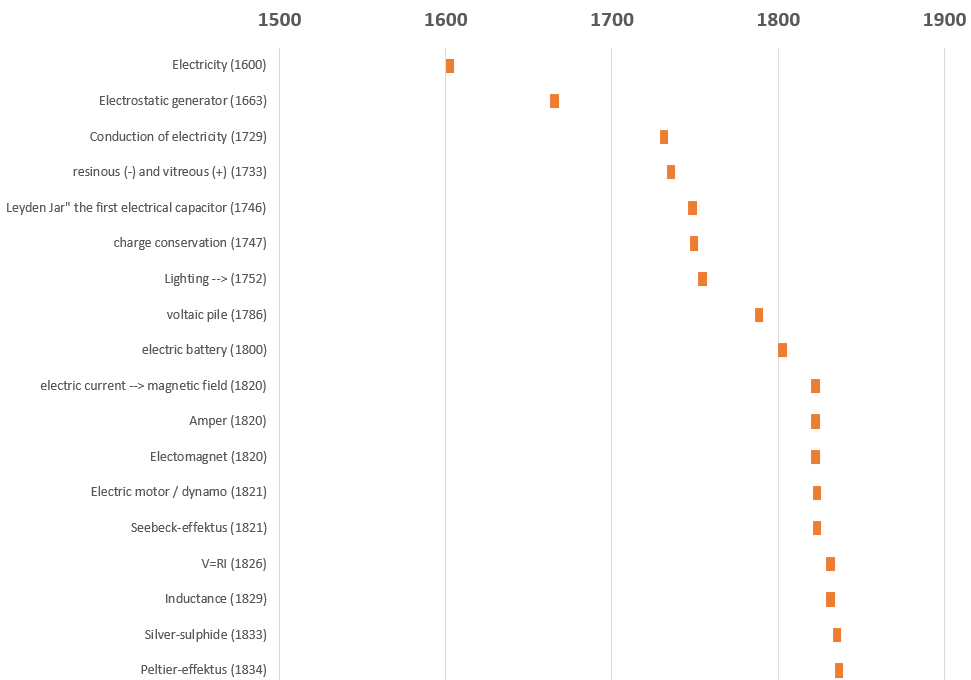 1500 1600 1700 1800 1900
Electricity (1600)
Electrostatic generator (1663)
Conduction of electricity (1729)
resinous (-) and vitreous (+) (1733)
Leyden Jar" the first electrical capacitor (1746)
charge conservation (1747)
Lighting --> (1752)
voltaic pile (1786)
electric battery (1800)
electric current --> magnetic field (1820)
Amper (1820)
Electomagnet (1820)
Electric motor / dynamo (1821)
Seebeck-effektus (1821)
V=RI (1826)
Inductance (1829)
Silver-sulphide (1833)
Peltier-effektus (1834)